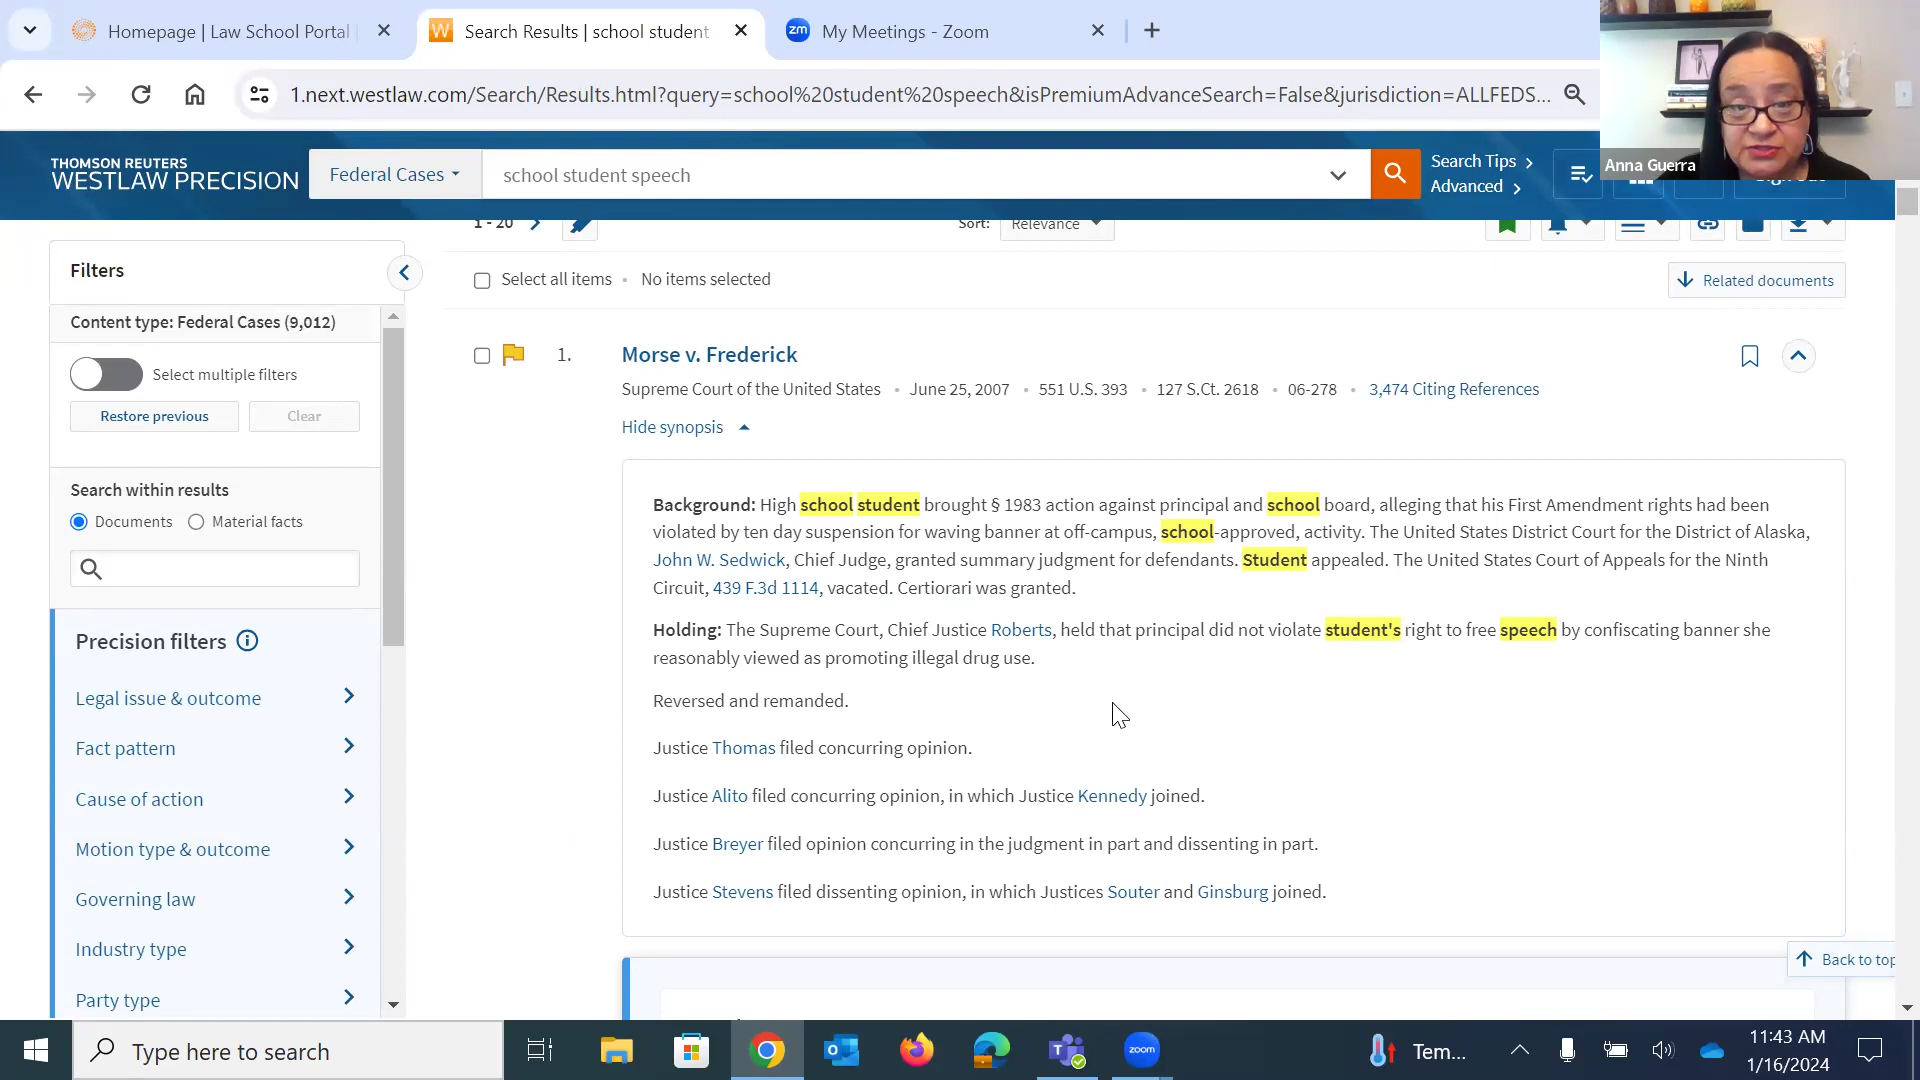 Homepage | Law School Portal
Search Results | school student
zm My Meetings - Zoom
1.next.westlaw.com/Search/Results.html?query=school%20student%20speech&isPremiumAdvanceSearch=False&jurisdiction=ALLFEDS...
THOMSON REUTERS
WESTLAW PRECISION
Federal Cases
school student speech
Search Tips
Advanced
Anna Guerra
Sign Out
1 - 20
Sort:
Relevance
Filters
Select all items • No items selected
Related documents
Content type: Federal Cases (9,012)
Select multiple filters
Restore previous
Clear
Search within results
Documents
Material facts
Precision filters
Legal issue & outcome
Fact pattern
Cause of action
Motion type & outcome
Governing law
Industry type
Party type
1.
Morse v. Frederick
Supreme Court of the United States • June 25, 2007 • 551 U.S. 393 • 127 S.Ct. 2618 • 06-278 • 3,474 Citing References
Hide synopsis
Background: High school student brought § 1983 action against principal and school board, alleging that his First Amendment rights had been
violated by ten day suspension for waving banner at off-campus, school-approved, activity. The United States District Court for the District of Alaska,
John W. Sedwick, Chief Judge, granted summary judgment for defendants. Student appealed. The United States Court of Appeals for the Ninth
Circuit, 439 F.3d 1114, vacated. Certiorari was granted.
Holding: The Supreme Court, Chief Justice Roberts, held that principal did not violate student's right to free speech by confiscating banner she
reasonably viewed as promoting illegal drug use.
Reversed and remanded.
Justice Thomas filed concurring opinion.
Justice Alito filed concurring opinion, in which Justice Kennedy joined.
Justice Breyer filed opinion concurring in the judgment in part and dissenting in part.
Justice Stevens filed dissenting opinion, in which Justices Souter and Ginsburg joined.
Back to top
Type here to search
zoom
Tem...
11:43 AM
1/16/2024